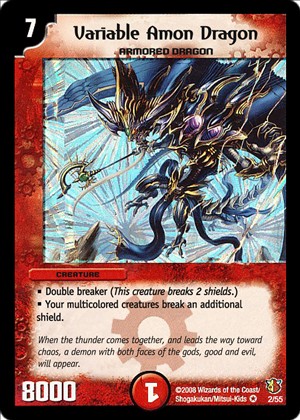 7
Variable Amon Dragon
ARMORED DRAGON
CREATURE
▪ Double breaker (This creature breaks 2 shields.)
▪ Your multicolored creatures break an additional
shield.
When the thunder comes together, and leads the way toward
chaos, a demon with both faces of the gods, good and evil,
will appear.
8000
1
©2008 Wizards of the Coast/
Shogakukan/Mitsui-Kids ✪ 2/55